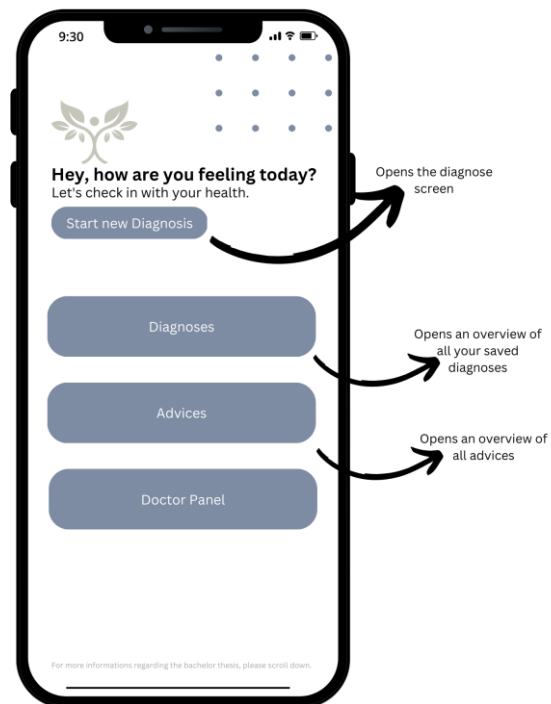 9:30
Hey, how are you feeling today?
Let's check in with your health.
Start new Diagnosis
Opens the diagnose
screen
Diagnoses
Opens an overview of
all your saved
diagnoses
Advices
Opens an overview of
all advices
Doctor Panel
For more informations regarding the bachelor thesis, please scroll down.